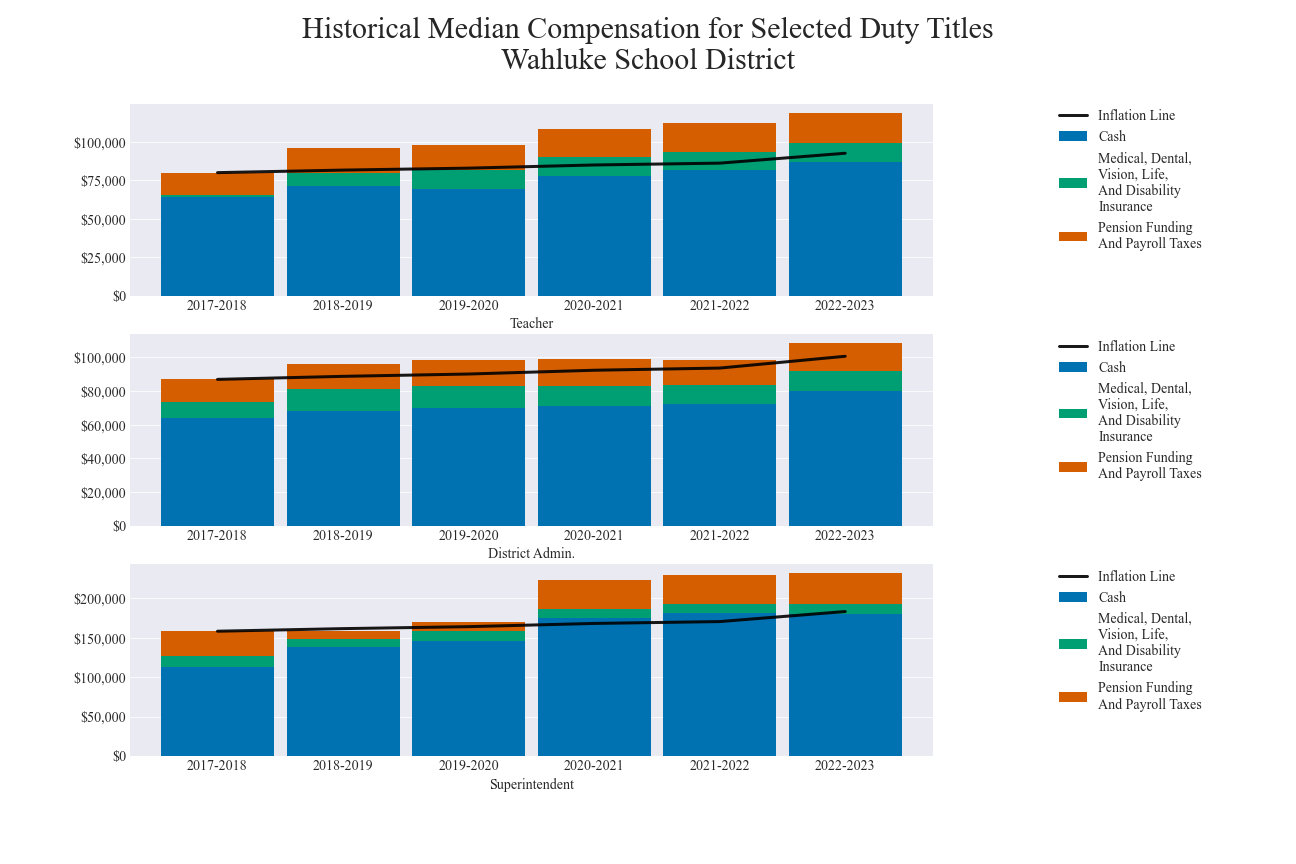 Historical Median Compensation for Selected Duty Titles
Wahluke School District
$100,000
$75,000
$50,000
$25,000
$0
2017-2018 2018-2019 2019-2020 2020-2021 2021-2022 2022-2023
Teacher
Inflation Line
Cash
Medical, Dental,
Vision, Life,
And Disability
Insurance
Pension Funding
And Payroll Taxes
$100,000
$80,000
$60,000
$40,000
$20,000
$0
2017-2018 2018-2019 2019-2020 2020-2021 2021-2022 2022-2023
District Admin.
Inflation Line
Cash
Medical, Dental,
Vision, Life,
And Disability
Insurance
Pension Funding
And Payroll Taxes
$200,000
$150,000
$100,000
$50,000
$0
2017-2018 2018-2019 2019-2020 2020-2021 2021-2022 2022-2023
Superintendent
Inflation Line
Cash
Medical, Dental,
Vision, Life,
And Disability
Insurance
Pension Funding
And Payroll Taxes